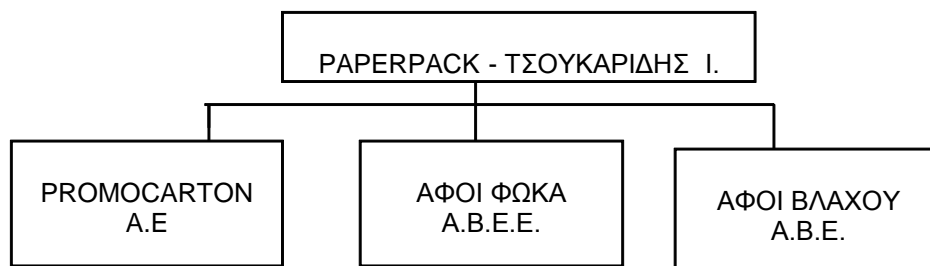 PAPERPACK - ΤΣΟΥΚΑΡΙΔΗΣ Ι.
PROMOCARTON
Α.Ε
ΑΦΟΙ ΦΩΚΑ
Α.Β.Ε.Ε.
ΑΦΟΙ ΒΛΑΧΟΥ
Α.Β.Ε.